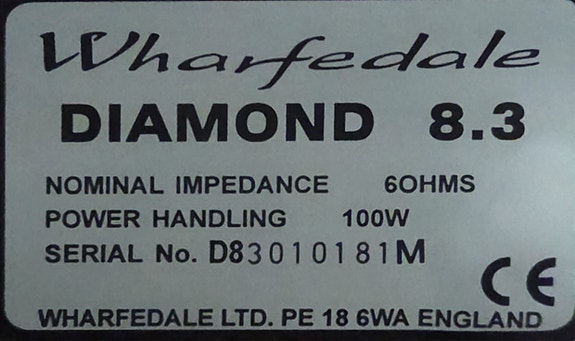 Wharfedale
DIAMOND 8.3
NOMINAL IMPEDANCE 6OHMS
POWER HANDLING 100W
SERIAL No. D83010181M
CE
WHARFEDALE LTD. PE 18 6WA ENGLAND